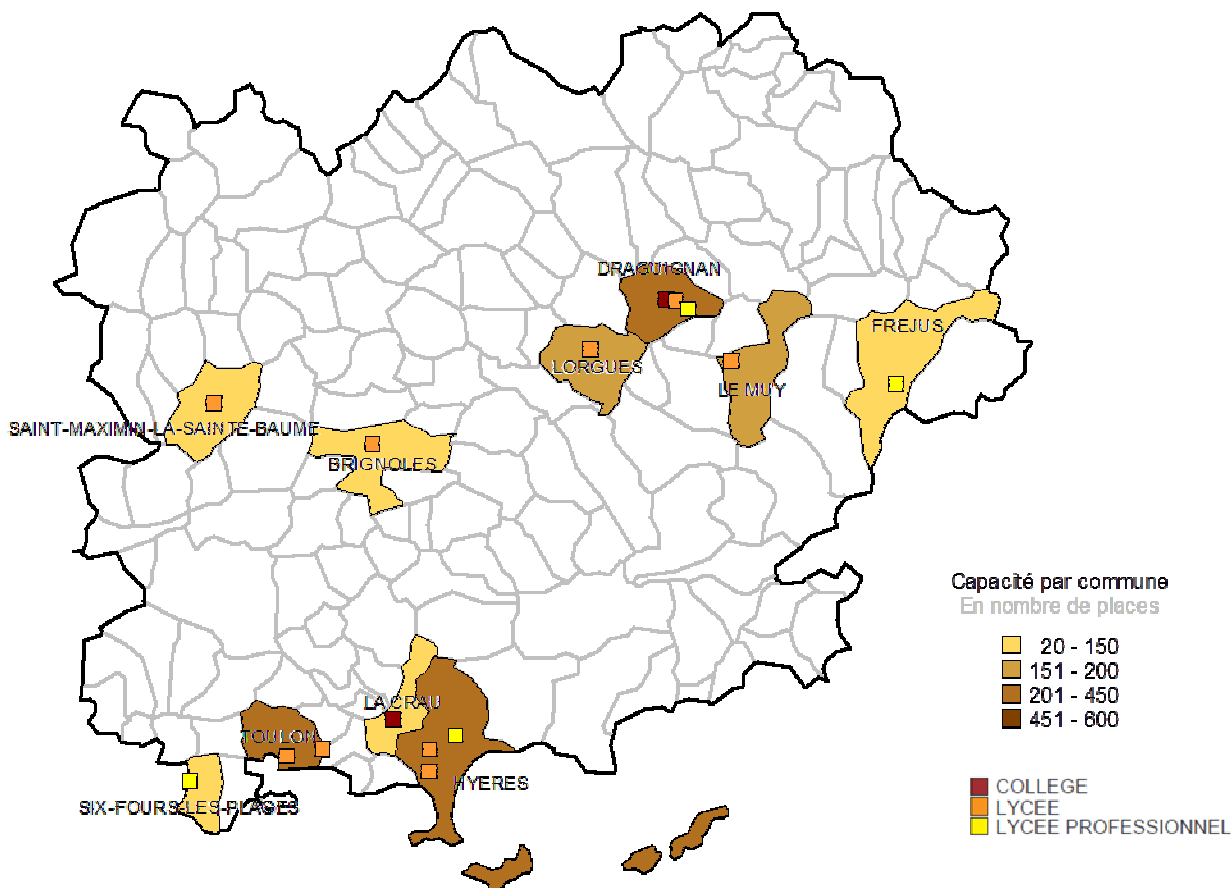 DRAGUIGNAN
FREJUS
LORGUES
LE MUY
SAINT-MAXIMIN-LA-SAINTE-BAUME
BRIGNOLES
LA CRAU
TOULON
HYERES
SIX-FOURS-LES-PLAGES
Capacité par commune
En nombre de places
20 - 150
151 - 200
201 - 450
451 - 600
COLLEGE
LYCEE
LYCEE PROFESSIONNEL